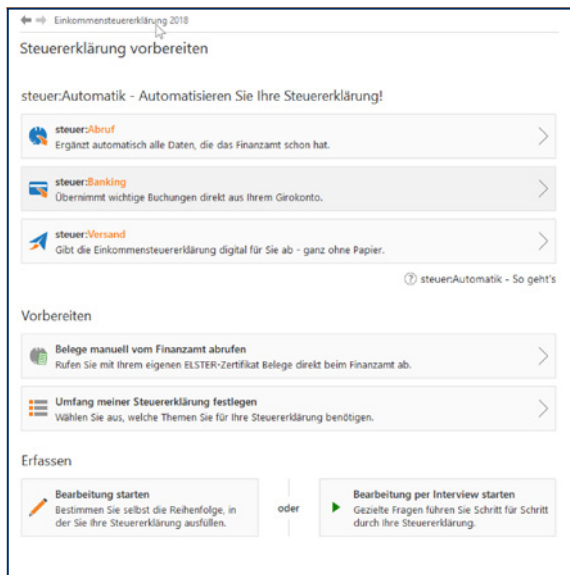 Einkommensteuererklärung 2018
Steuererklärung vorbereiten
steuer:Automatik - Automatisieren Sie Ihre Steuererklärung!
steuer:Abruf
Ergänzt automatisch alle Daten, die das Finanzamt schon hat.
steuer:Banking
Übernimmt wichtige Buchungen direkt aus Ihrem Girokonto.
steuer:Versand
Gibt die Einkommensteuererklärung digital für Sie ab - ganz ohne Papier.
? steuer:Automatik - So geht's
Vorbereiten
Belege manuell vom Finanzamt abrufen
Rufen Sie mit Ihrem eigenen ELSTER-Zertifikat Belege direkt beim Finanzamt ab.
Umfang meiner Steuererklärung festlegen
Wählen Sie aus, welche Themen Sie für Ihre Steuererklärung benötigen.
Erfassen
Bearbeitung starten
Bestimmen Sie selbst die Reihenfolge, in
der Sie Ihre Steuererklärung ausfüllen.
oder
Bearbeitung per Interview starten
Gezielte Fragen führen Sie Schritt für Schritt
durch Ihre Steuererklärung.